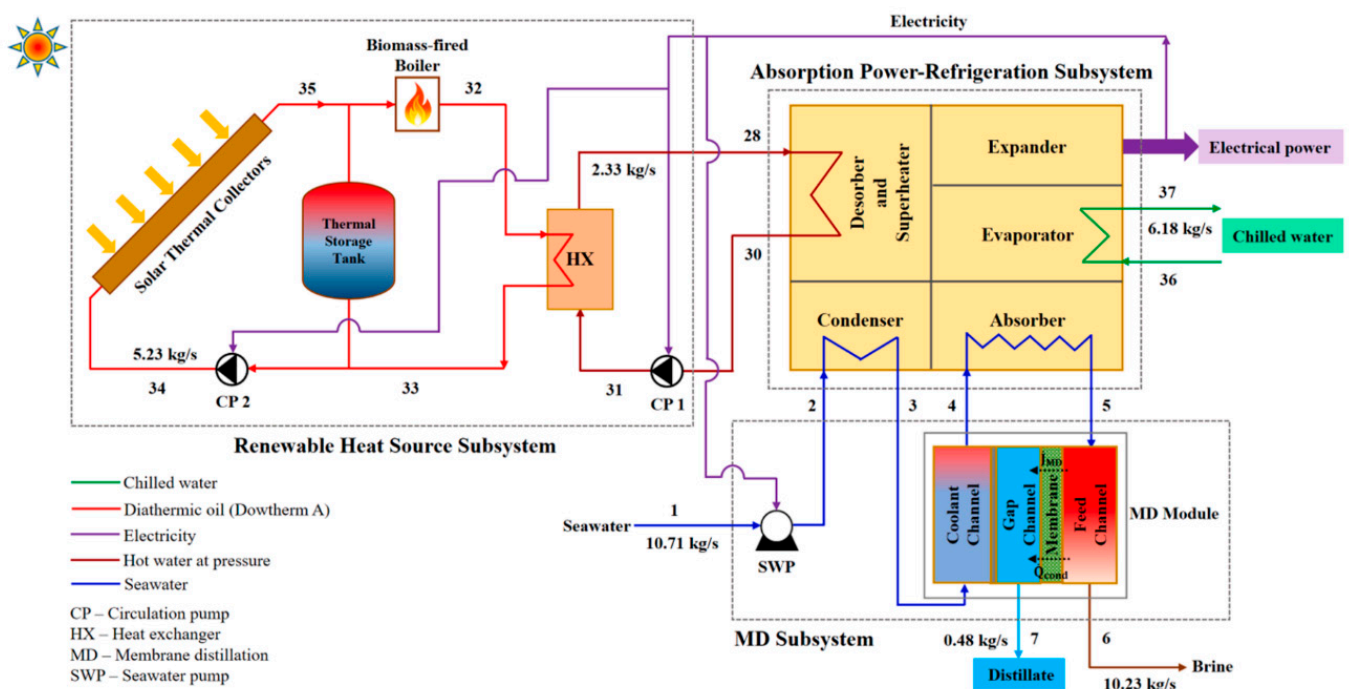 Electricity
Biomass-fired
Boiler
Absorption Power-Refrigeration Subsystem
35
32
28
2.33 kg/s
Solar Thermal Collectors
Thermal
Storage
Tank
HX
Desorber
and
Superheater
Expander
Electrical power
37
6.18 kg/s
Evaporator
Chilled water
30
36
Condenser
Absorber
5.23 kg/s
34
CP 2
33
31
CP 1
2
3
4
5
Renewable Heat Source Subsystem
Chilled water
Diathermic oil (Dowtherm A)
Electricity
Hot water at pressure
Seawater
CP – Circulation pump
HX – Heat exchanger
MD – Membrane distillation
SWP – Seawater pump
Seawater
1
10.71 kg/s
SWP
Coolant
Channel
Gap
Channel
Membrane
Feed
Channel
JMD
Qcond
MD Module
MD Subsystem
0.48 kg/s
7
6
Distillate
Brine
10.23 kg/s